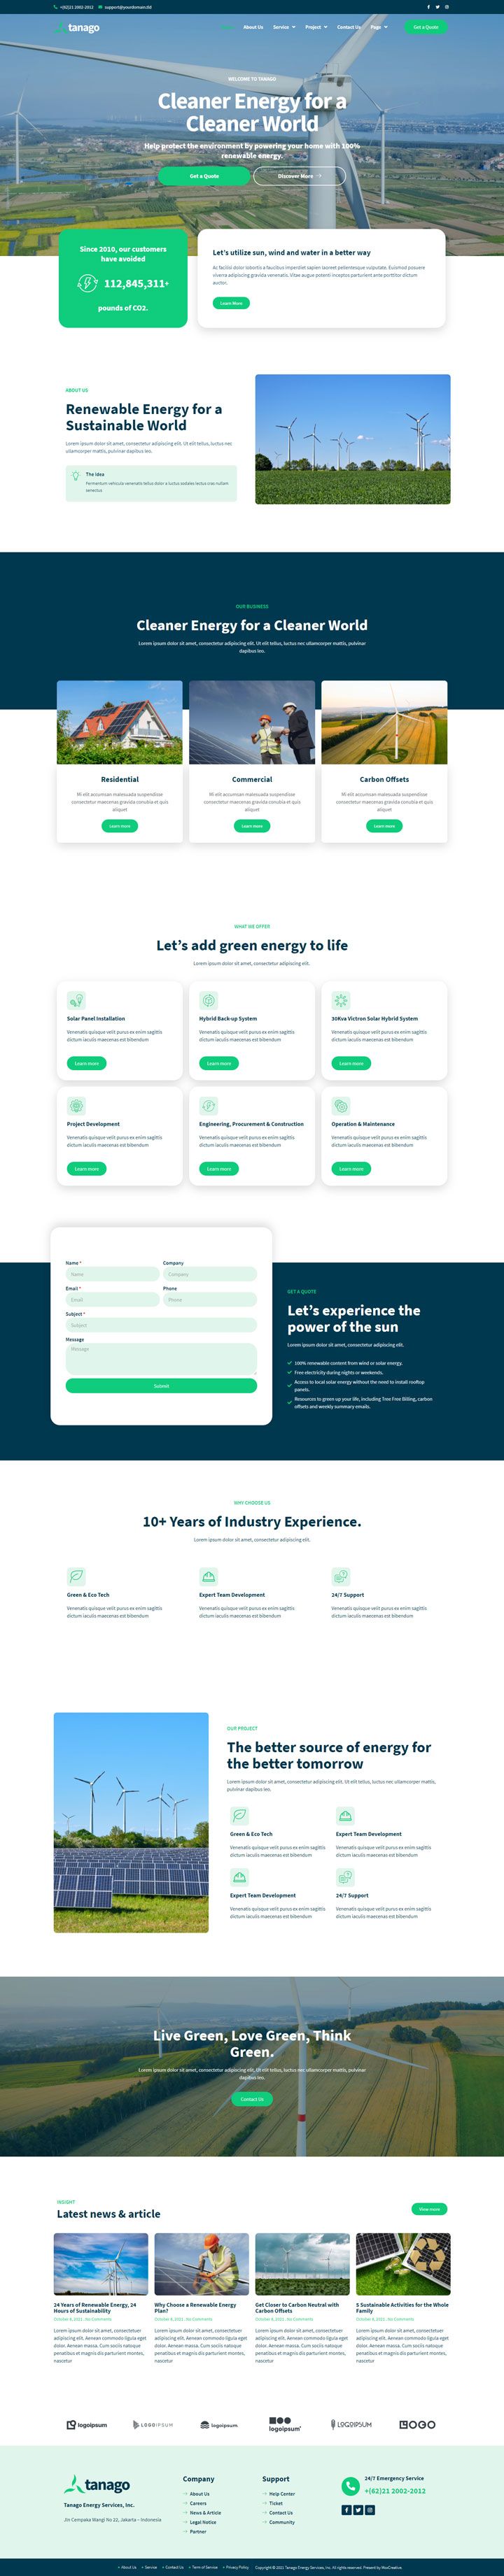 +(62)21 2002-2012 support@yourdomain.tld
tanago
About Us Service Project Contact Us Page Get a Quote
WELCOME TO TANAGO
Cleaner Energy for a
Cleaner World
Help protect the environment by powering your home with 100%
renewable energy.
Get a Quote Discover More
Since 2010, our customers
have avoided
112,845,311+
pounds of CO2.
Let’s utilize sun, wind and water in a better way
Ac facilisi dolor lobortis a faucibus imperdiet sapien laoreet pellentesque vulputate. Euismod posuere
viverra adipiscing gravida venenatis. Vitae augue potenti inceptos parturient ante porttitor dictum
auctor.
Learn More
ABOUT US
Renewable Energy for a
Sustainable World
Lorem ipsum dolor sit amet, consectetur adipiscing elit. Ut elit tellus, luctus nec
ullamcorper mattis, pulvinar dapibus leo.
The Idea
Fermentum vehicula venenatis tellus dolor a luctus sodales lectus cras nullam
senectus
OUR BUSINESS
Cleaner Energy for a Cleaner World
Lorem ipsum dolor sit amet, consectetur adipiscing elit. Ut elit tellus, luctus nec ullamcorper mattis, pulvinar
dapibus leo.
Residential
Mi elit accumsan malesuada suspendisse
consectetur maecenas gravida conubia et quis
aliquet
Learn more
Commercial
Mi elit accumsan malesuada suspendisse
consectetur maecenas gravida conubia et quis
aliquet
Learn more
Carbon Offsets
Mi elit accumsan malesuada suspendisse
consectetur maecenas gravida conubia et quis
aliquet
Learn more
WHAT WE OFFER
Let’s add green energy to life
Lorem ipsum dolor sit amet, consectetur adipiscing elit.
Solar Panel Installation
Venenatis quisque velit purus ex enim sagittis
dictum iaculis maecenas est bibendum
Learn more
Hybrid Back-up System
Venenatis quisque velit purus ex enim sagittis
dictum iaculis maecenas est bibendum
Learn more
30Kva Victron Solar Hybrid System
Venenatis quisque velit purus ex enim sagittis
dictum iaculis maecenas est bibendum
Learn more
Project Development
Venenatis quisque velit purus ex enim sagittis
dictum iaculis maecenas est bibendum
Learn more
Engineering, Procurement & Construction
Venenatis quisque velit purus ex enim sagittis
dictum iaculis maecenas est bibendum
Learn more
Operation & Maintenance
Venenatis quisque velit purus ex enim sagittis
dictum iaculis maecenas est bibendum
Learn more
Name * Company
Name Company
Email * Phone
Email Phone
Subject *
Subject
Message
Message
Submit
GET A QUOTE
Let’s experience the
power of the sun
Lorem ipsum dolor sit amet, consectetur adipiscing elit.
100% renewable content from wind or solar energy.
Free electricity during nights or weekends.
Access to local solar energy without the need to install rooftop
panels.
Resources to green up your life, including Tree Free Billing, carbon
offsets and weekly summary emails.
WHY CHOOSE US
10+ Years of Industry Experience.
Lorem ipsum dolor sit amet, consectetur adipiscing elit.
Green & Eco Tech
Venenatis quisque velit purus ex enim sagittis
dictum iaculis maecenas est bibendum
Expert Team Development
Venenatis quisque velit purus ex enim sagittis
dictum iaculis maecenas est bibendum
24/7 Support
Venenatis quisque velit purus ex enim sagittis
dictum iaculis maecenas est bibendum
OUR PROJECT
The better source of energy for
the better tomorrow
Lorem ipsum dolor sit amet, consectetur adipiscing elit. Ut elit tellus, luctus nec ullamcorper mattis,
pulvinar dapibus leo.
Green & Eco Tech
Venenatis quisque velit purus ex enim sagittis
dictum iaculis maecenas est bibendum
Expert Team Development
Venenatis quisque velit purus ex enim sagittis
dictum iaculis maecenas est bibendum
Expert Team Development
Venenatis quisque velit purus ex enim sagittis
dictum iaculis maecenas est bibendum
24/7 Support
Venenatis quisque velit purus ex enim sagittis
dictum iaculis maecenas est bibendum
Live Green, Love Green, Think
Green.
Lorem ipsum dolor sit amet, consectetur adipiscing elit. Ut elit tellus, luctus nec ullamcorper mattis, pulvinar
dapibus leo.
Contact Us
INSIGHT
Latest news & article
View more
24 Years of Renewable Energy, 24
Hours of Sustainability
October 8, 2021 . No Comments
Lorem ipsum dolor sit amet, consectetuer
adipiscing elit. Aenean commodo ligula eget
dolor. Aenean massa. Cum sociis natoque
penatibus et magnis dis parturient montes,
nascetur
Why Choose a Renewable Energy
Plan?
October 8, 2021 . No Comments
Lorem ipsum dolor sit amet, consectetuer
adipiscing elit. Aenean commodo ligula eget
dolor. Aenean massa. Cum sociis natoque
penatibus et magnis dis parturient montes,
nascetur
Get Closer to Carbon Neutral with
Carbon Offsets
October 8, 2021 . No Comments
Lorem ipsum dolor sit amet, consectetuer
adipiscing elit. Aenean commodo ligula eget
dolor. Aenean massa. Cum sociis natoque
penatibus et magnis dis parturient montes,
nascetur
5 Sustainable Activities for the Whole
Family
October 8, 2021 . No Comments
Lorem ipsum dolor sit amet, consectetuer
adipiscing elit. Aenean commodo ligula eget
dolor. Aenean massa. Cum sociis natoque
penatibus et magnis dis parturient montes,
nascetur
logoipsum LOGOIPSUM logoipsum logoipsum LOGOIPSUM LOGO
tanago
Tanago Energy Services, Inc.
Jln Cempaka Wangi No 22, Jakarta – Indonesia
Company
About Us
Careers
News & Article
Legal Notice
Partner
Support
Help Center
Ticket
Contact Us
Community
24/7 Emergency Service
+(62)21 2002-2012
About Us Service Contact Us Term of Service Privacy Policy Copyright © 2021 Tanago Energy Services, Inc. All rights reserved. Present by MaxCreative.